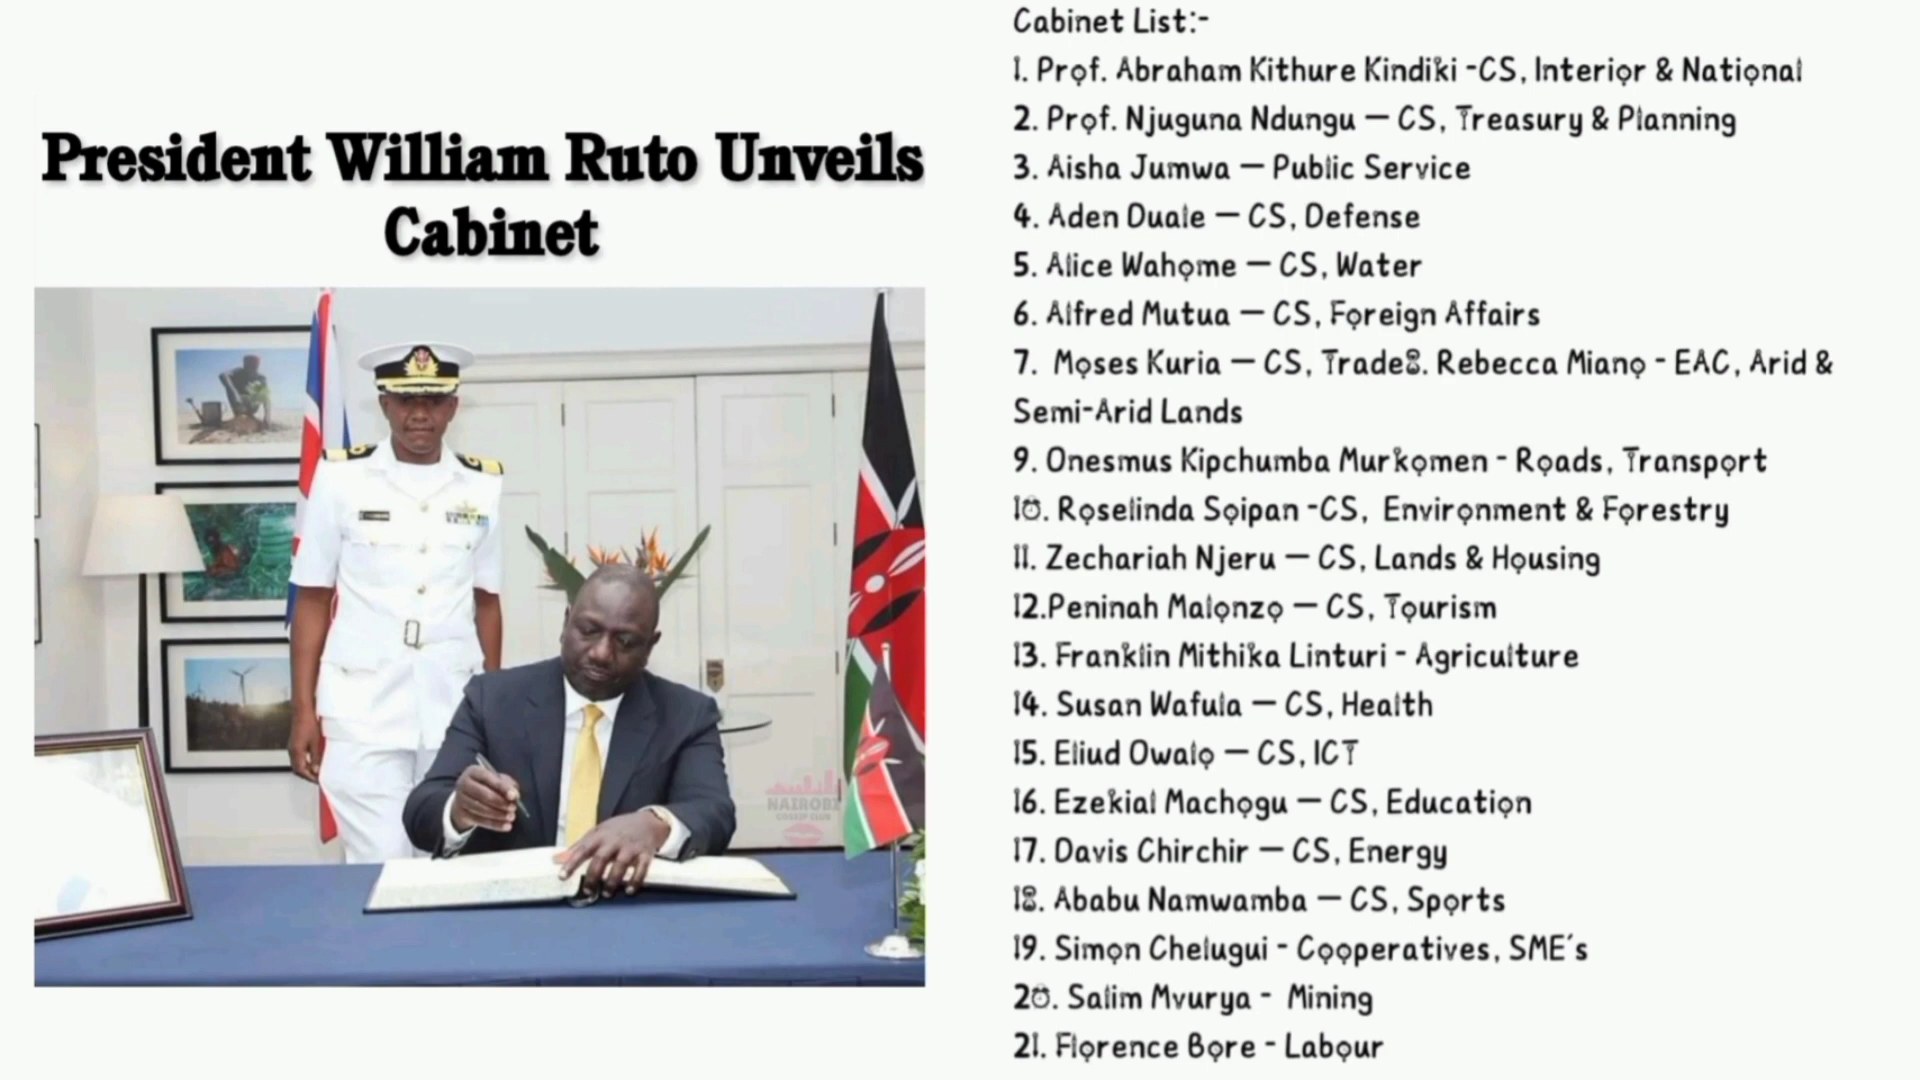 President William Ruto Unveils
Cabinet
NAIROBI
GOSSIP CLUB
Cabinet List:-
1. Prof. Abraham Kithure Kindiki -CS, Interior & National
2. Prof. Njuguna Ndungu — CS, Treasury & Planning
3. Aisha Jumwa — Public Service
4. Aden Duale — CS, Defense
5. Alice Wahome — CS, Water
6. Alfred Mutua — CS, Foreign Affairs
7. Moses Kuria — CS, Trade8. Rebecca Miano - EAC, Arid &
Semi-Arid Lands
9. Onesmus Kipchumba Murkomen - Roads, Transport
10. Roselinda Soipan -CS, Environment & Forestry
11. Zechariah Njeru — CS, Lands & Housing
12.Peninah Malonzo — CS, Tourism
13. Franklin Mithika Linturi - Agriculture
14. Susan Wafula — CS, Health
15. Eliud Owalo — CS, ICT
16. Ezekial Machogu — CS, Education
17. Davis Chirchir — CS, Energy
18. Ababu Namwamba — CS, Sports
19. Simon Chelugui - Cooperatives, SME's
20. Salim Mvurya - Mining
21. Florence Bore - Labour